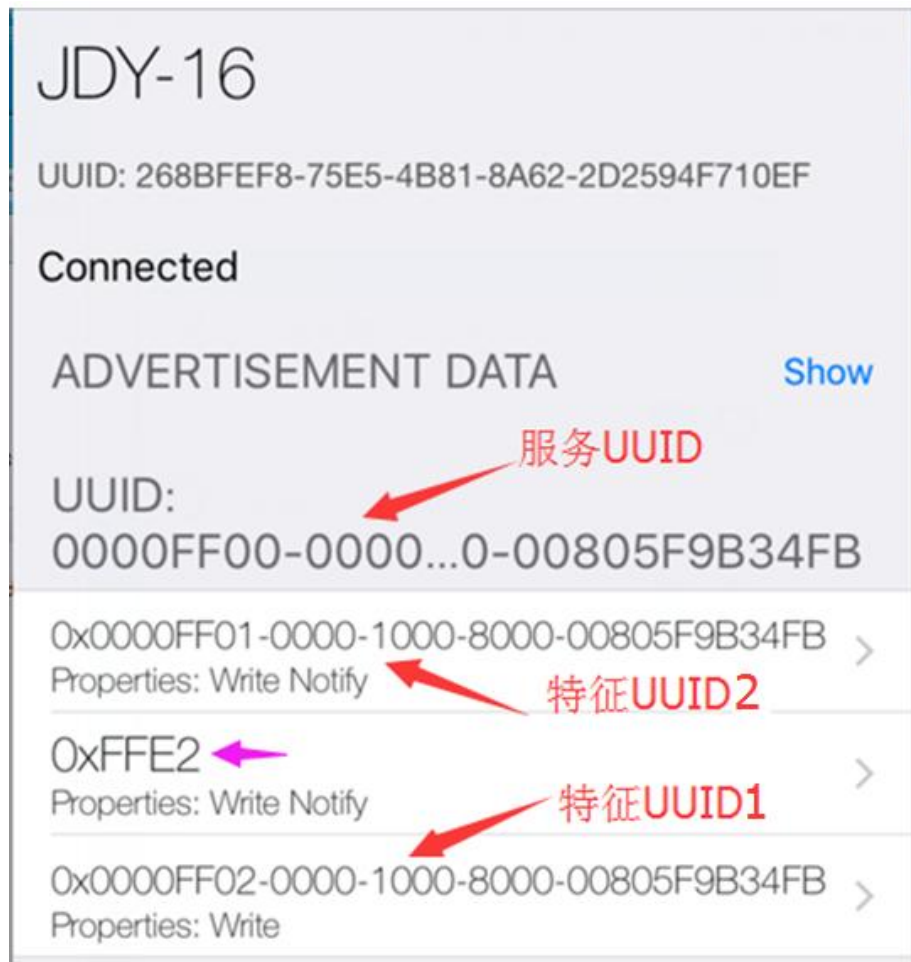 JDY-16
UUID: 268BFEF8-75E5-4B81-8A62-2D2594F710EF
Connected
ADVERTISEMENT DATA
Show
服务UUID
UUID:
0000FF00-0000...0-00805F9B34FB
0x0000FF01-0000-1000-8000-00805F9B34FB
Properties: Write Notify
特征UUID2
0xFFE2
Properties: Write Notify
特征UUID1
0x0000FF02-0000-1000-8000-00805F9B34FB
Properties: Write